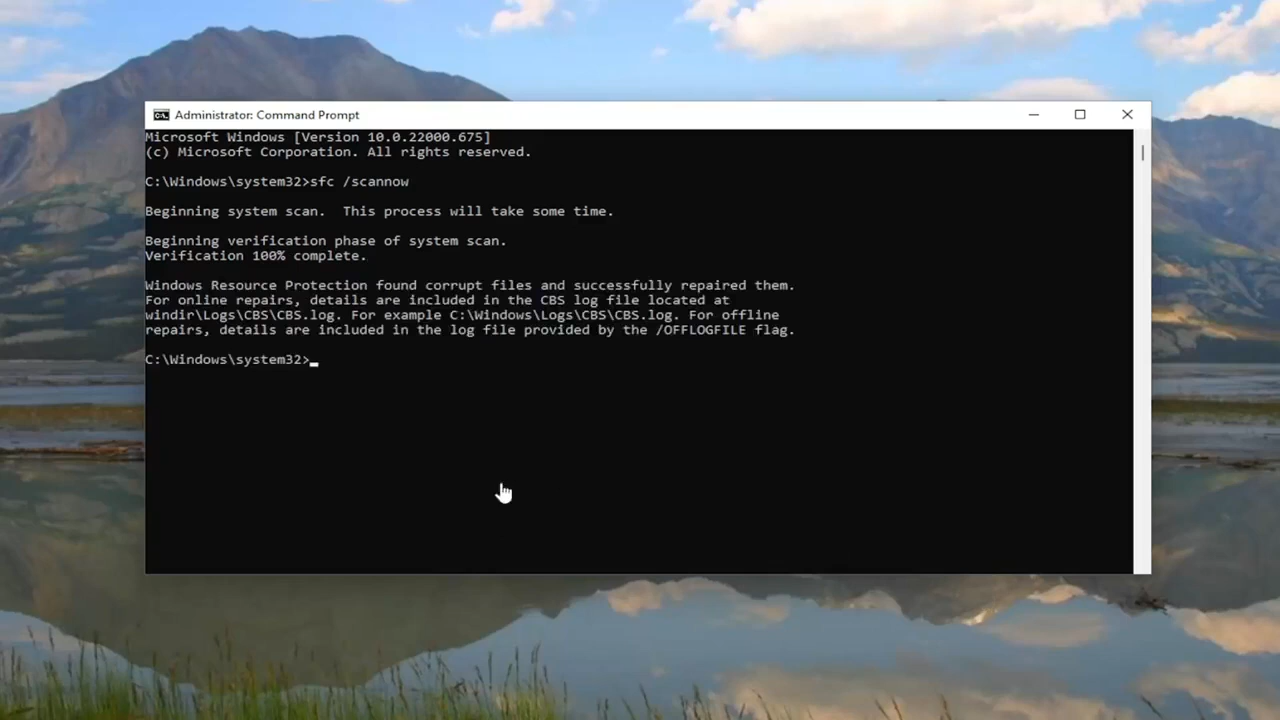 Administrator: Command Prompt
Microsoft Windows [Version 10.0.22000.675]
(c) Microsoft Corporation. All rights reserved.
C:\Windows\system32>sfc /scannow
Beginning system scan.  This process will take some time.
Beginning verification phase of system scan.
Verification 100% complete.
Windows Resource Protection found corrupt files and successfully repaired them.
For online repairs, details are included in the CBS log file located at
windir\Logs\CBS\CBS.log. For example C:\Windows\Logs\CBS\CBS.log. For offline
repairs, details are included in the log file provided by the /OFFLOGFILE flag.
C:\Windows\system32>